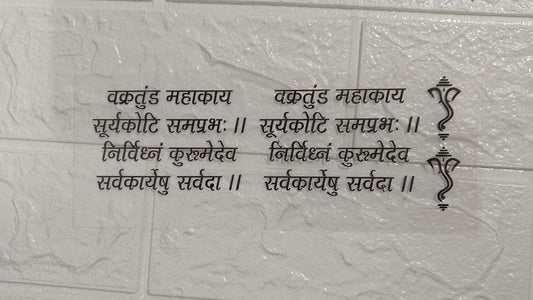 वक्रतुंड महाकाय वक्रतुंड महाकाय
सूर्यकोटि समप्रभः ।। सूर्यकोटि समप्रभः ।।
निर्विध्नं कुरूमेदेव निर्विध्नं कुरूमेदेव
सर्वकार्येषु सर्वदा ।। सर्वकार्येषु सर्वदा ।।